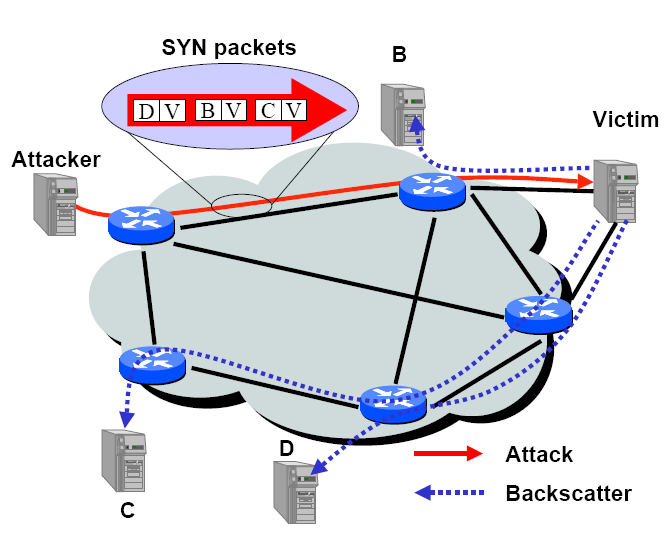 SYN packets
B
D V B V C V
Victim
Attacker
D
Attack
Backscatter
C